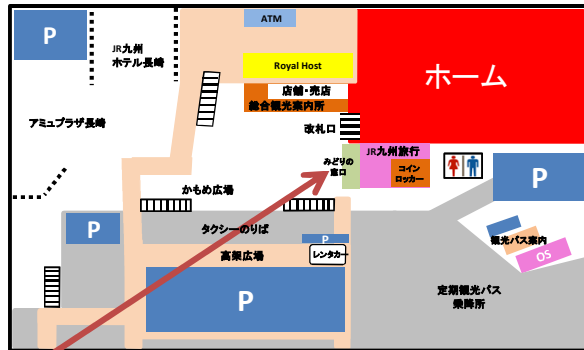 P
JR九州
ホテル長崎
ATM
Royal Host
ホーム
店舗・売店
総合観光案内所
改札口
アミュプラザ長崎
みどりの
窓口
JR九州旅行
コイン
ロッカー
P
かもめ広場
P
タクシーのりば
P
高架広場
レンタカー
P
観光バス案内
OS
定期観光バス
乗降所